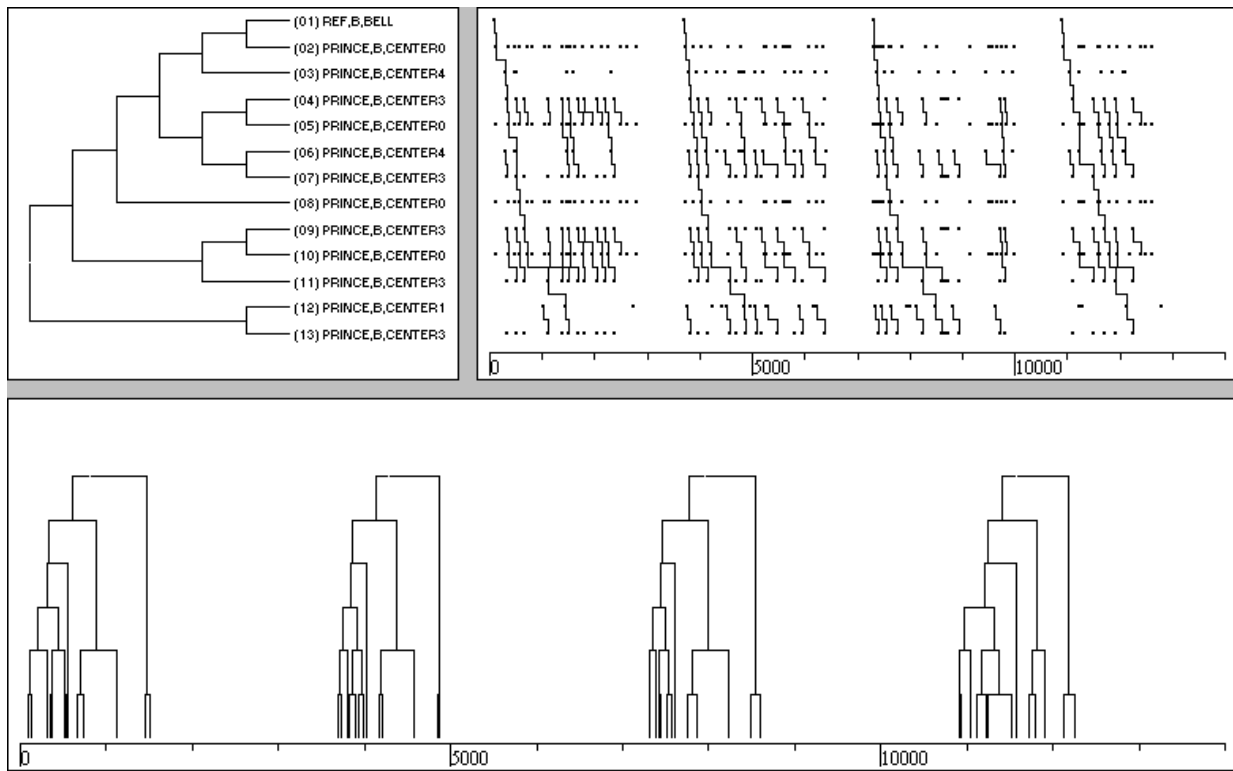 (01) REF,B,BELL
(02) PRINCE,B,CENTER0
(03) PRINCE,B,CENTER4
(04) PRINCE,B,CENTER3
(05) PRINCE,B,CENTER0
(06) PRINCE,B,CENTER4
(07) PRINCE,B,CENTER3
(08) PRINCE,B,CENTER0
(09) PRINCE,B,CENTER3
(10) PRINCE,B,CENTER0
(11) PRINCE,B,CENTER3
(12) PRINCE,B,CENTER1
(13) PRINCE,B,CENTER3
0 5000 10000
0 5000 10000